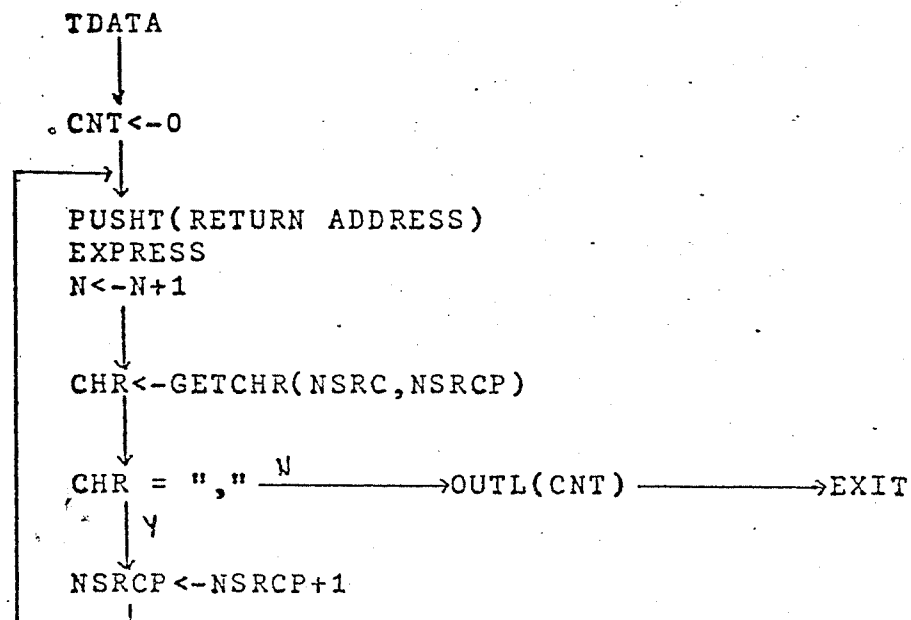 TDATA
CNT<-0
PUSHT(RETURN ADDRESS)
EXPRESS
N<-N+1
CHR<-GETCHR(NSRC,NSRCP)
CHR = "," N OUTL(CNT) EXIT
Y
NSRCP<-NSRCP+1